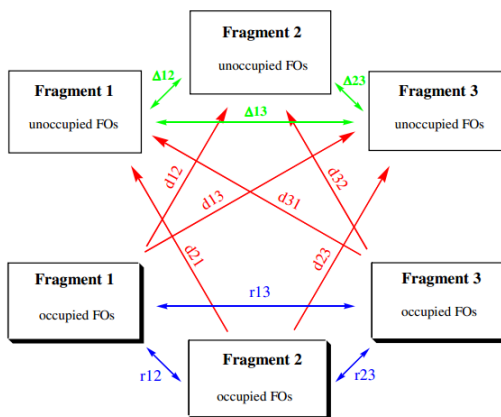 Fragment 2
unoccupied FOs
Δ12
Δ23
Fragment 1
unoccupied FOs
Δ13
Fragment 3
unoccupied FOs
d12
d13
d31
d32
d21
d23
Fragment 1
occupied FOs
r13
Fragment 3
occupied FOs
r12
Fragment 2
occupied FOs
r23